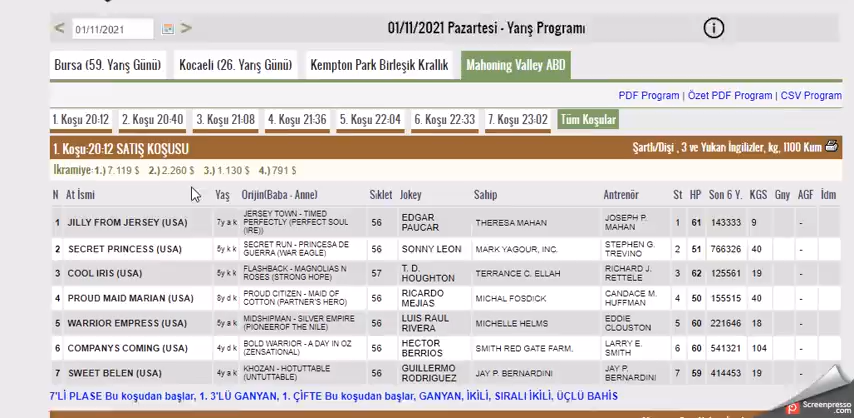 01/11/2021
01/11/2021 Pazartesi - Yarış Programı
Bursa (59. Yarış Günü) Kocaeli (26. Yarış Günü) Kempton Park Birleşik Krallık Mahoning Valley ABD
PDF Program | Özet PDF Program | CSV Program
1. Koşu 20:12 2. Koşu 20:40 3. Koşu 21:08 4. Koşu 21:36 5. Koşu 22:04 6. Koşu 22:33 7. Koşu 23:02 Tüm Koşular
1. Koşu:20:12 SATIŞ KOŞUSU Şartlı/Dişi , 3 ve Yukarı İngilizler, kg, 1100 Kum
İkramiye: 1.) 7.119 $ 2.) 2.260 $ 3.) 1.130 $ 4.) 791 $
N At İsmi Yaş Orijin(Baba - Anne) Sıklet Jokey Sahip Antrenör St HP Son 6 Y. KGS Gny AGF İdm
1 JILLY FROM JERSEY (USA) 7y a k JERSEY TOWN - TIMED PERFECTLY (PERFECT SOUL (IRE)) 56 EDGAR PAUCAR THERESA MAHAN JOSEPH P. MAHAN 1 61 143333 9 -
2 SECRET PRINCESS (USA) 5y k k SECRET RUN - PRINCESA DE GUERRA (WAR EAGLE) 56 SONNY LEON MARK YAGOUR, INC. STEPHEN G. TREVINO 2 51 766326 40 -
3 COOL IRIS (USA) 5y k k FLASHBACK - MAGNOLIAS N ROSES (STRONG HOPE) 57 T. D. HOUGHTON TERRANCE C. ELLAH RICHARD J. RETTELE 3 62 125561 19 -
4 PROUD MAID MARIAN (USA) 8y d k PROUD CITIZEN - MAID OF COTTON (PARTNER'S HERO) 56 RICARDO MEJIAS MICHAL FOSDICK CANDACE M. HUFFMAN 4 50 155515 40 -
5 WARRIOR EMPRESS (USA) 5y a k MIDSHIPMAN - SILVER EMPIRE (PIONEEROF THE NILE) 56 LUIS RAUL RIVERA MICHELLE HELMS EDDIE CLOUSTON 5 60 221646 18 -
6 COMPANYS COMING (USA) 4y d k BOLD WARRIOR - A DAY IN OZ (ZENSATIONAL) 56 HECTOR BERRIOS SMITH RED GATE FARM. LARRY E. SMITH 6 60 541321 104 -
7 SWEET BELEN (USA) 4y a k KHOZAN - HOTUTTABLE (UNTUTTABLE) 56 GUILLERMO RODRIGUEZ JAY P. BERNARDINI JAY P. BERNARDINI 7 59 414453 19 -
7'Lİ PLASE Bu koşudan başlar, 1. 3'LÜ GANYAN, 1. ÇİFTE Bu koşudan başlar, GANYAN, İKİLİ, SIRALI İKİLİ, ÜÇLÜ BAHİS
Screenpresso.com